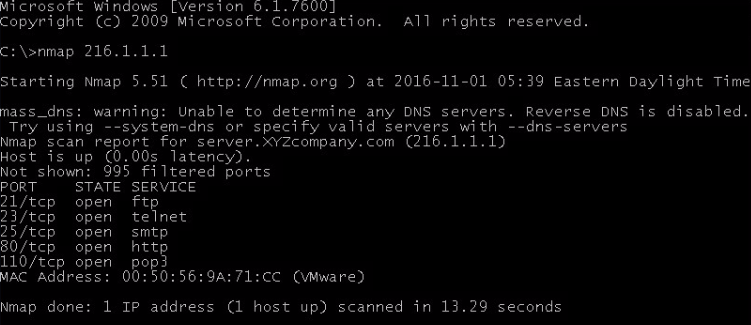 Microsoft Windows [Version 6.1.7600]
Copyright (c) 2009 Microsoft Corporation.  All rights reserved.
C:\>nmap 216.1.1.1
Starting Nmap 5.51 ( http://nmap.org ) at 2016-11-01 05:39 Eastern Daylight Time
mass_dns: warning: Unable to determine any DNS servers. Reverse DNS is disabled.
 Try using --system-dns or specify valid servers with --dns-servers
Nmap scan report for server.XYZcompany.com (216.1.1.1)
Host is up (0.00s latency).
Not shown: 995 filtered ports
PORT    STATE SERVICE
21/tcp  open  ftp
23/tcp  open  telnet
25/tcp  open  smtp
80/tcp  open  http
110/tcp open  pop3
MAC Address: 00:50:56:9A:71:CC (VMware)
Nmap done: 1 IP address (1 host up) scanned in 13.29 seconds